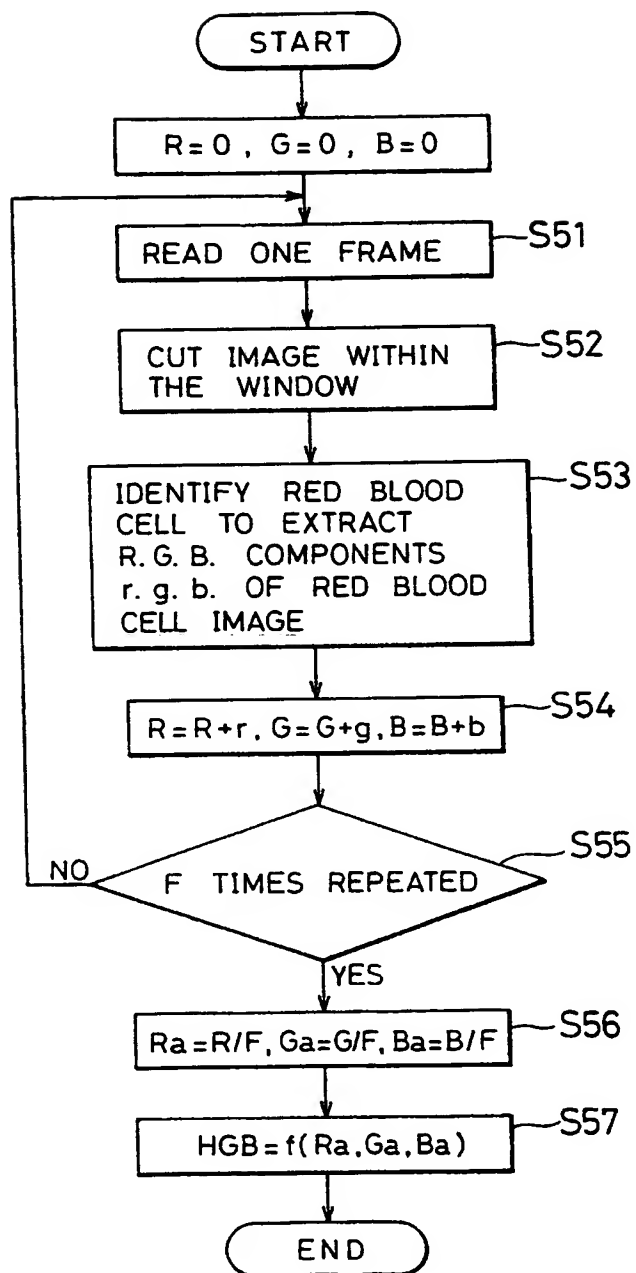 START
R=0, G=0, B=0
READ ONE FRAME
S51
CUT IMAGE WITHIN
THE WINDOW
S52
IDENTIFY RED BLOOD
CELL TO EXTRACT
R.G.B. COMPONENTS
r.g.b. OF RED BLOOD
CELL IMAGE
S53
R=R+r, G=G+g, B=B+b
S54
F TIMES REPEATED
S55
NO
YES
Ra=R/F, Ga=G/F, Ba=B/F
S56
HGB=f(Ra,Ga,Ba)
S57
END